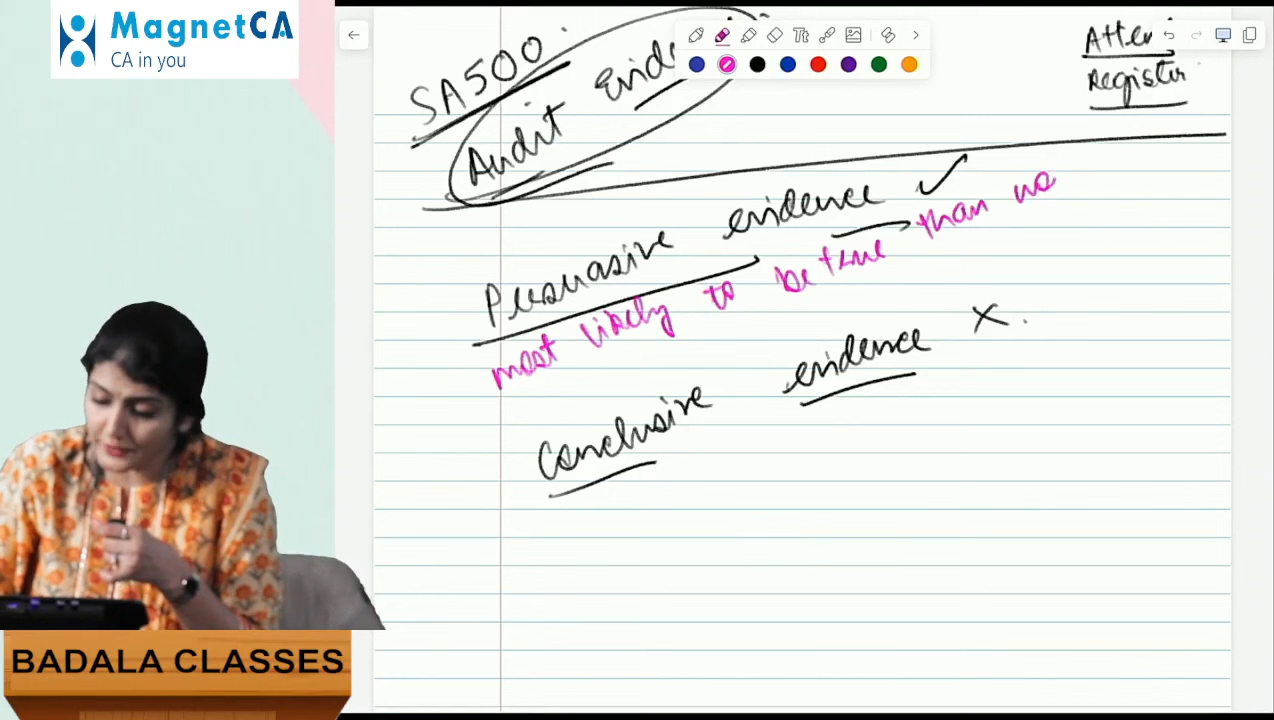 MagnetCA
CA in you
SA500
Audit Evid
Register
Persuasive evidence ✓
most likely to be true than no
Conclusive evidence ×
BADALA CLASSES